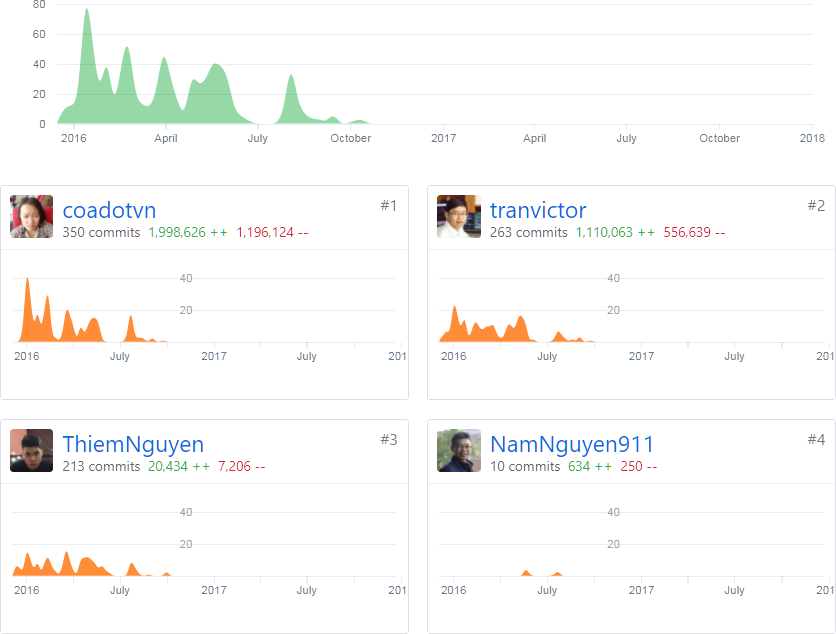 80
60
40
20
0
2016 April July October 2017 April July October 2018
coadotvn #1
350 commits 1,998,626 ++ 1,196,124 --
40
20
2016 July 2017 July 201
tranvictor #2
263 commits 1,110,063 ++ 556,639 --
40
20
2016 July 2017 July 201
ThiemNguyen #3
213 commits 20,434 ++ 7,206 --
40
20
2016 July 2017 July 201
NamNguyen911 #4
10 commits 634 ++ 250 --
40
20
2016 July 2017 July 201